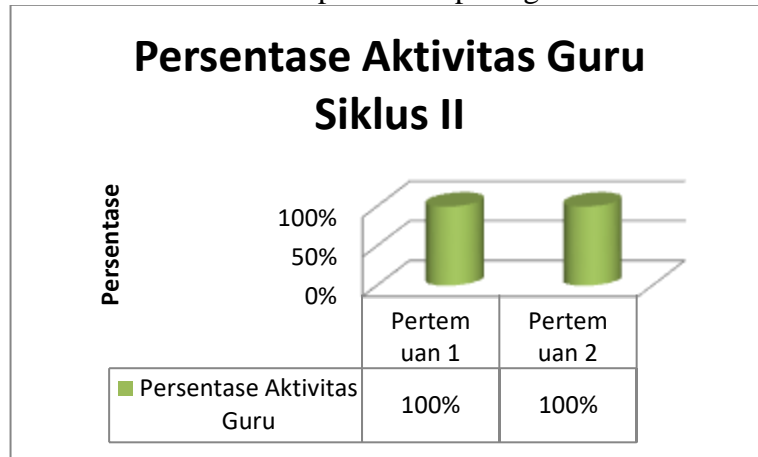 Persentase Aktivitas Guru
Siklus II
Persentase
100%
50%
0%
Pertem
uan 1
Pertem
uan 2
Persentase Aktivitas
Guru
100%
100%